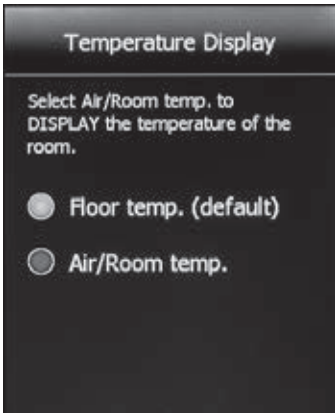 Temperature Display
Select Air/Room temp. to
DISPLAY the temperature of the
room.
Floor temp. (default)
Air/Room temp.